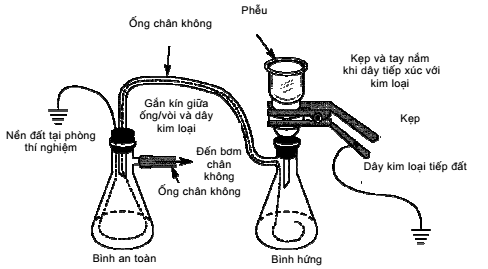 Ống chân không
Phễu
Kẹp và tay nắm
khi dây tiếp xúc với
kim loại
Gắn kín giữa
ống/vòi và dây
kim loại
Kẹp
Nền đất tại phòng
thí nghiệm
Đến bơm
chân
không
Dây kim loại tiếp đất
Ống chân không
Bình an toàn
Bình hứng